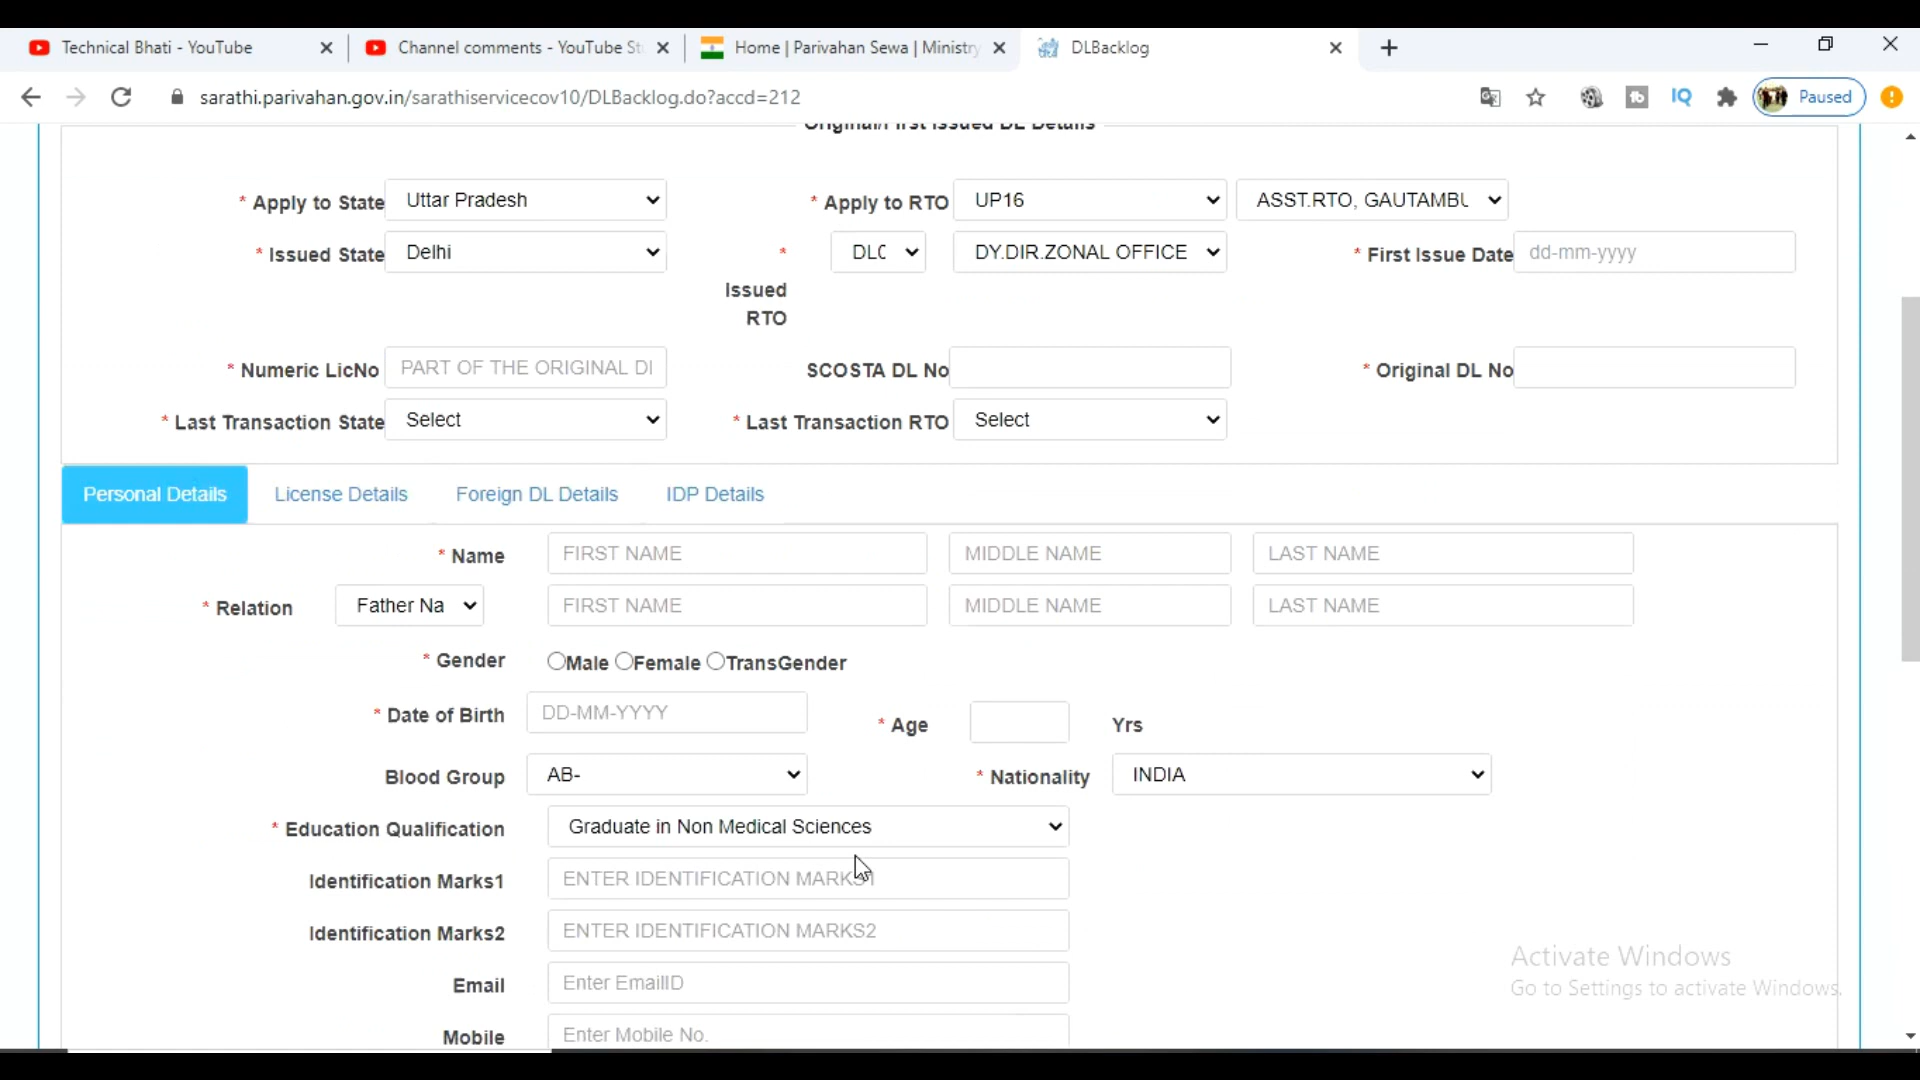 Technical Bhati - YouTube
Channel comments - YouTube St
Home | Parivahan Sewa | Ministry
DLBacklog
sarathi.parivahan.gov.in/sarathiservicecov10/DLBacklog.do?accd=212
Paused
Original/First Issued DL Details
* Apply to State Uttar Pradesh * Apply to RTO UP16 ASST.RTO, GAUTAMBU
* Issued State Delhi * Issued RTO DLC DY.DIR.ZONAL OFFICE * First Issue Date dd-mm-yyyy
* Numeric LicNo PART OF THE ORIGINAL DI SCOSTA DL No * Original DL No
* Last Transaction State Select * Last Transaction RTO Select
Personal Details License Details Foreign DL Details IDP Details
* Name FIRST NAME MIDDLE NAME LAST NAME
* Relation Father Na FIRST NAME MIDDLE NAME LAST NAME
* Gender Male Female TransGender
* Date of Birth DD-MM-YYYY * Age Yrs
Blood Group AB- * Nationality INDIA
* Education Qualification Graduate in Non Medical Sciences
Identification Marks1 ENTER IDENTIFICATION MARKS1
Identification Marks2 ENTER IDENTIFICATION MARKS2
Email Enter EmailID
Mobile Enter Mobile No.
Activate Windows
Go to Settings to activate Windows.